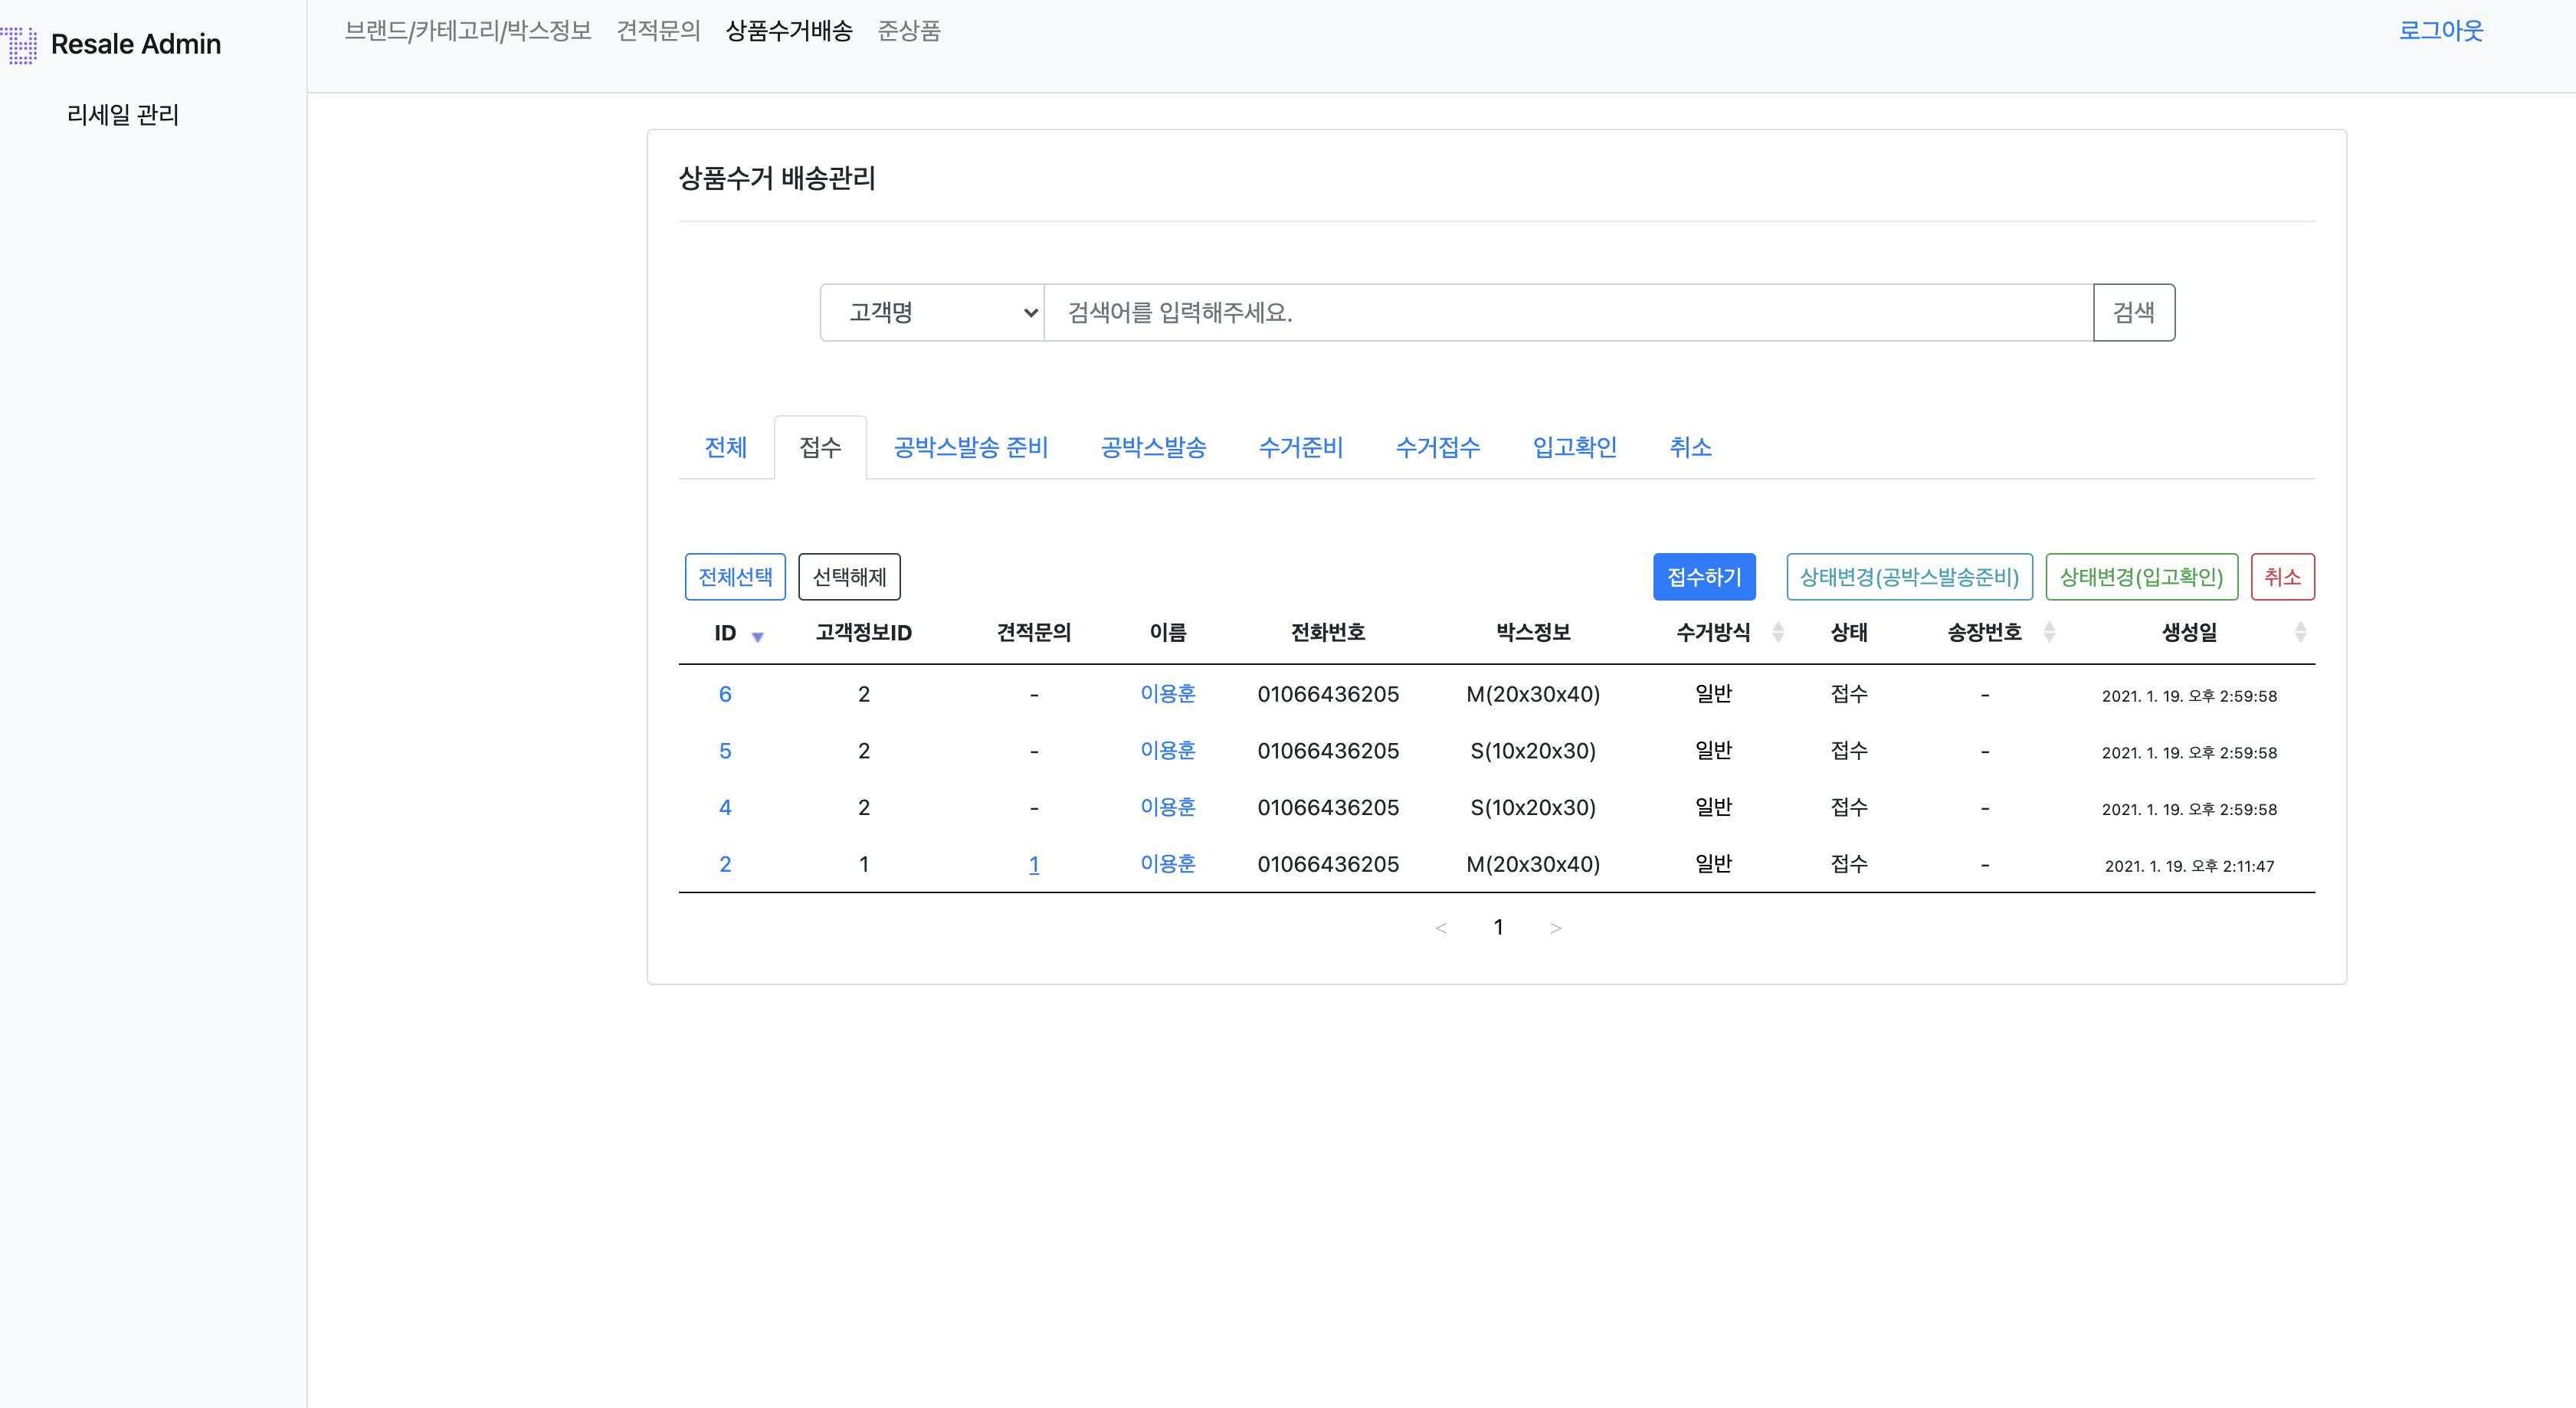 Resale Admin
브랜드/카테고리/박스정보 견적문의 상품수거배송 준상품 로그아웃
리세일 관리
상품수거 배송관리
고객명 검색어를 입력해주세요. 검색
전체 접수 공박스발송 준비 공박스발송 수거준비 수거접수 입고확인 취소
전체선택 선택해제 접수하기 상태변경(공박스발송준비) 상태변경(입고확인) 취소
ID 고객정보ID 견적문의 이름 전화번호 박스정보 수거방식 상태 송장번호 생성일
6 2 - 이용훈 01066436205 M(20x30x40) 일반 접수 - 2021. 1. 19. 오후 2:59:58
5 2 - 이용훈 01066436205 S(10x20x30) 일반 접수 - 2021. 1. 19. 오후 2:59:58
4 2 - 이용훈 01066436205 S(10x20x30) 일반 접수 - 2021. 1. 19. 오후 2:59:58
2 1 1 이용훈 01066436205 M(20x30x40) 일반 접수 - 2021. 1. 19. 오후 2:11:47
< 1 >